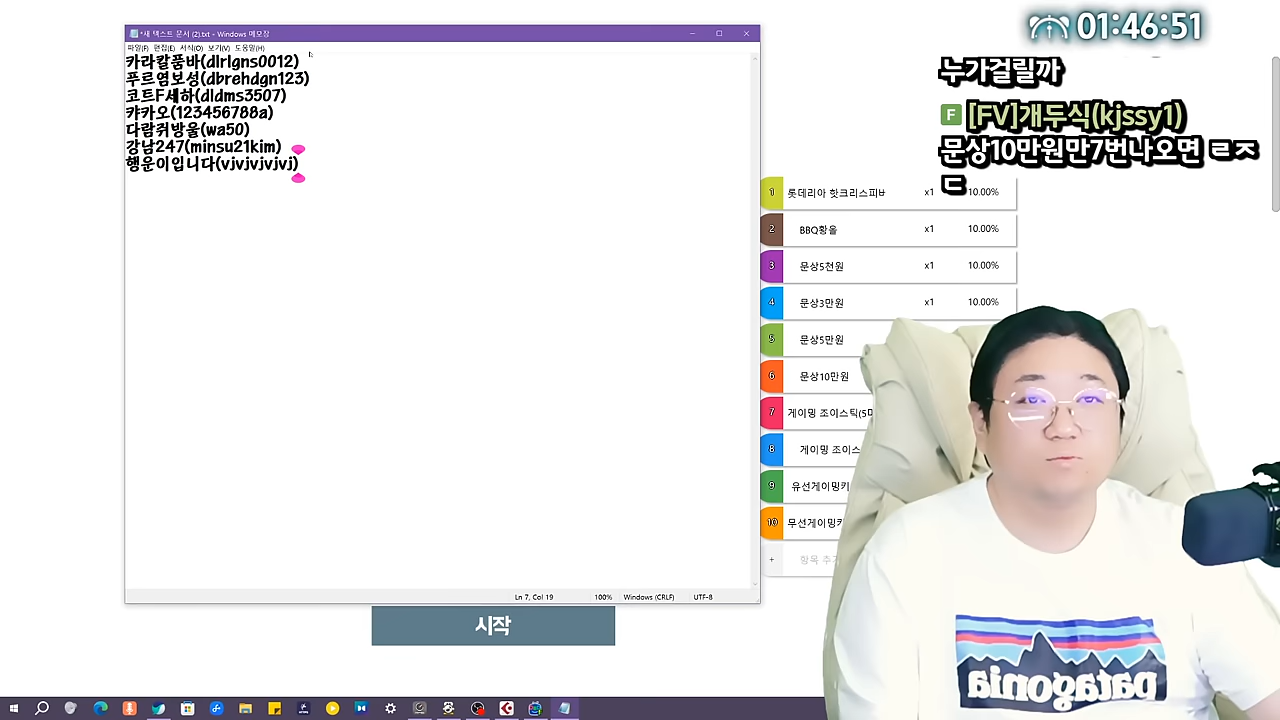 *새 텍스트 문서 (2).txt - Windows 메모장
파일(F) 편집(E) 서식(O) 보기(V) 도움말(H)
카라칼품바(dlrlgns0012)
푸르렴보성(dbrehdgn123)
코트F세하(dldms3507)
캬캬오(123456788a)
다람쥐방울(wa50)
강남247(minsu21kim)
행운이입니다(vjvjvjvjvj)
Ln 7, Col 19 100% Windows (CRLF) UTF-8
시작
01:46:51
누가걸릴까
F [FV]개두식(kjssy1)
문상10만원만7번나오면 ㄹㅈ
ㄷ
1 롯데리아 핫크리스피버 x1 10.00%
2 BBQ황올 x1 10.00%
3 문상5천원 x1 10.00%
4 문상3만원 x1 10.00%
5 문상5만원
6 문상10만원
7 게이밍 조이스틱(5만
8 게이밍 조이스
9 유선게이밍키
10 무선게이밍키
+ 항목 추가
patagonia